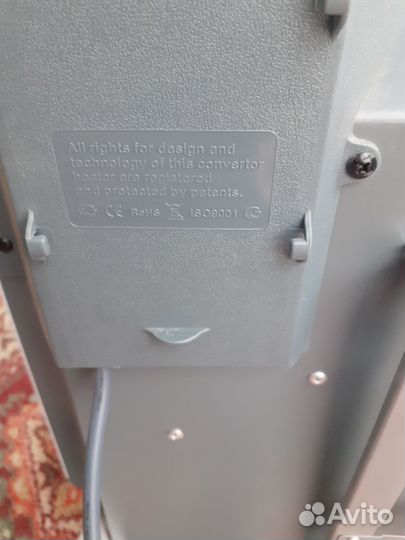 All rights for design and
technology of this convertor
heater are registered
and protected by patents.
CE RoHS ISO9001
Avito